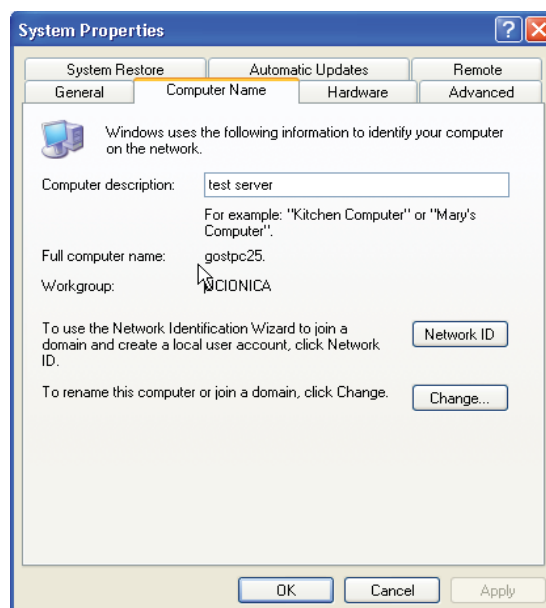 System Properties
System Restore Automatic Updates Remote
General Computer Name Hardware Advanced
Windows uses the following information to identify your computer
on the network.
Computer description: test server
For example: "Kitchen Computer" or "Mary's
Computer".
Full computer name: gostpc25.
Workgroup:
To use the Network Identification Wizard to join a
domain and create a local user account, click Network
ID.
Network ID
To rename this computer or join a domain, click Change.
Change...
OK Cancel Apply